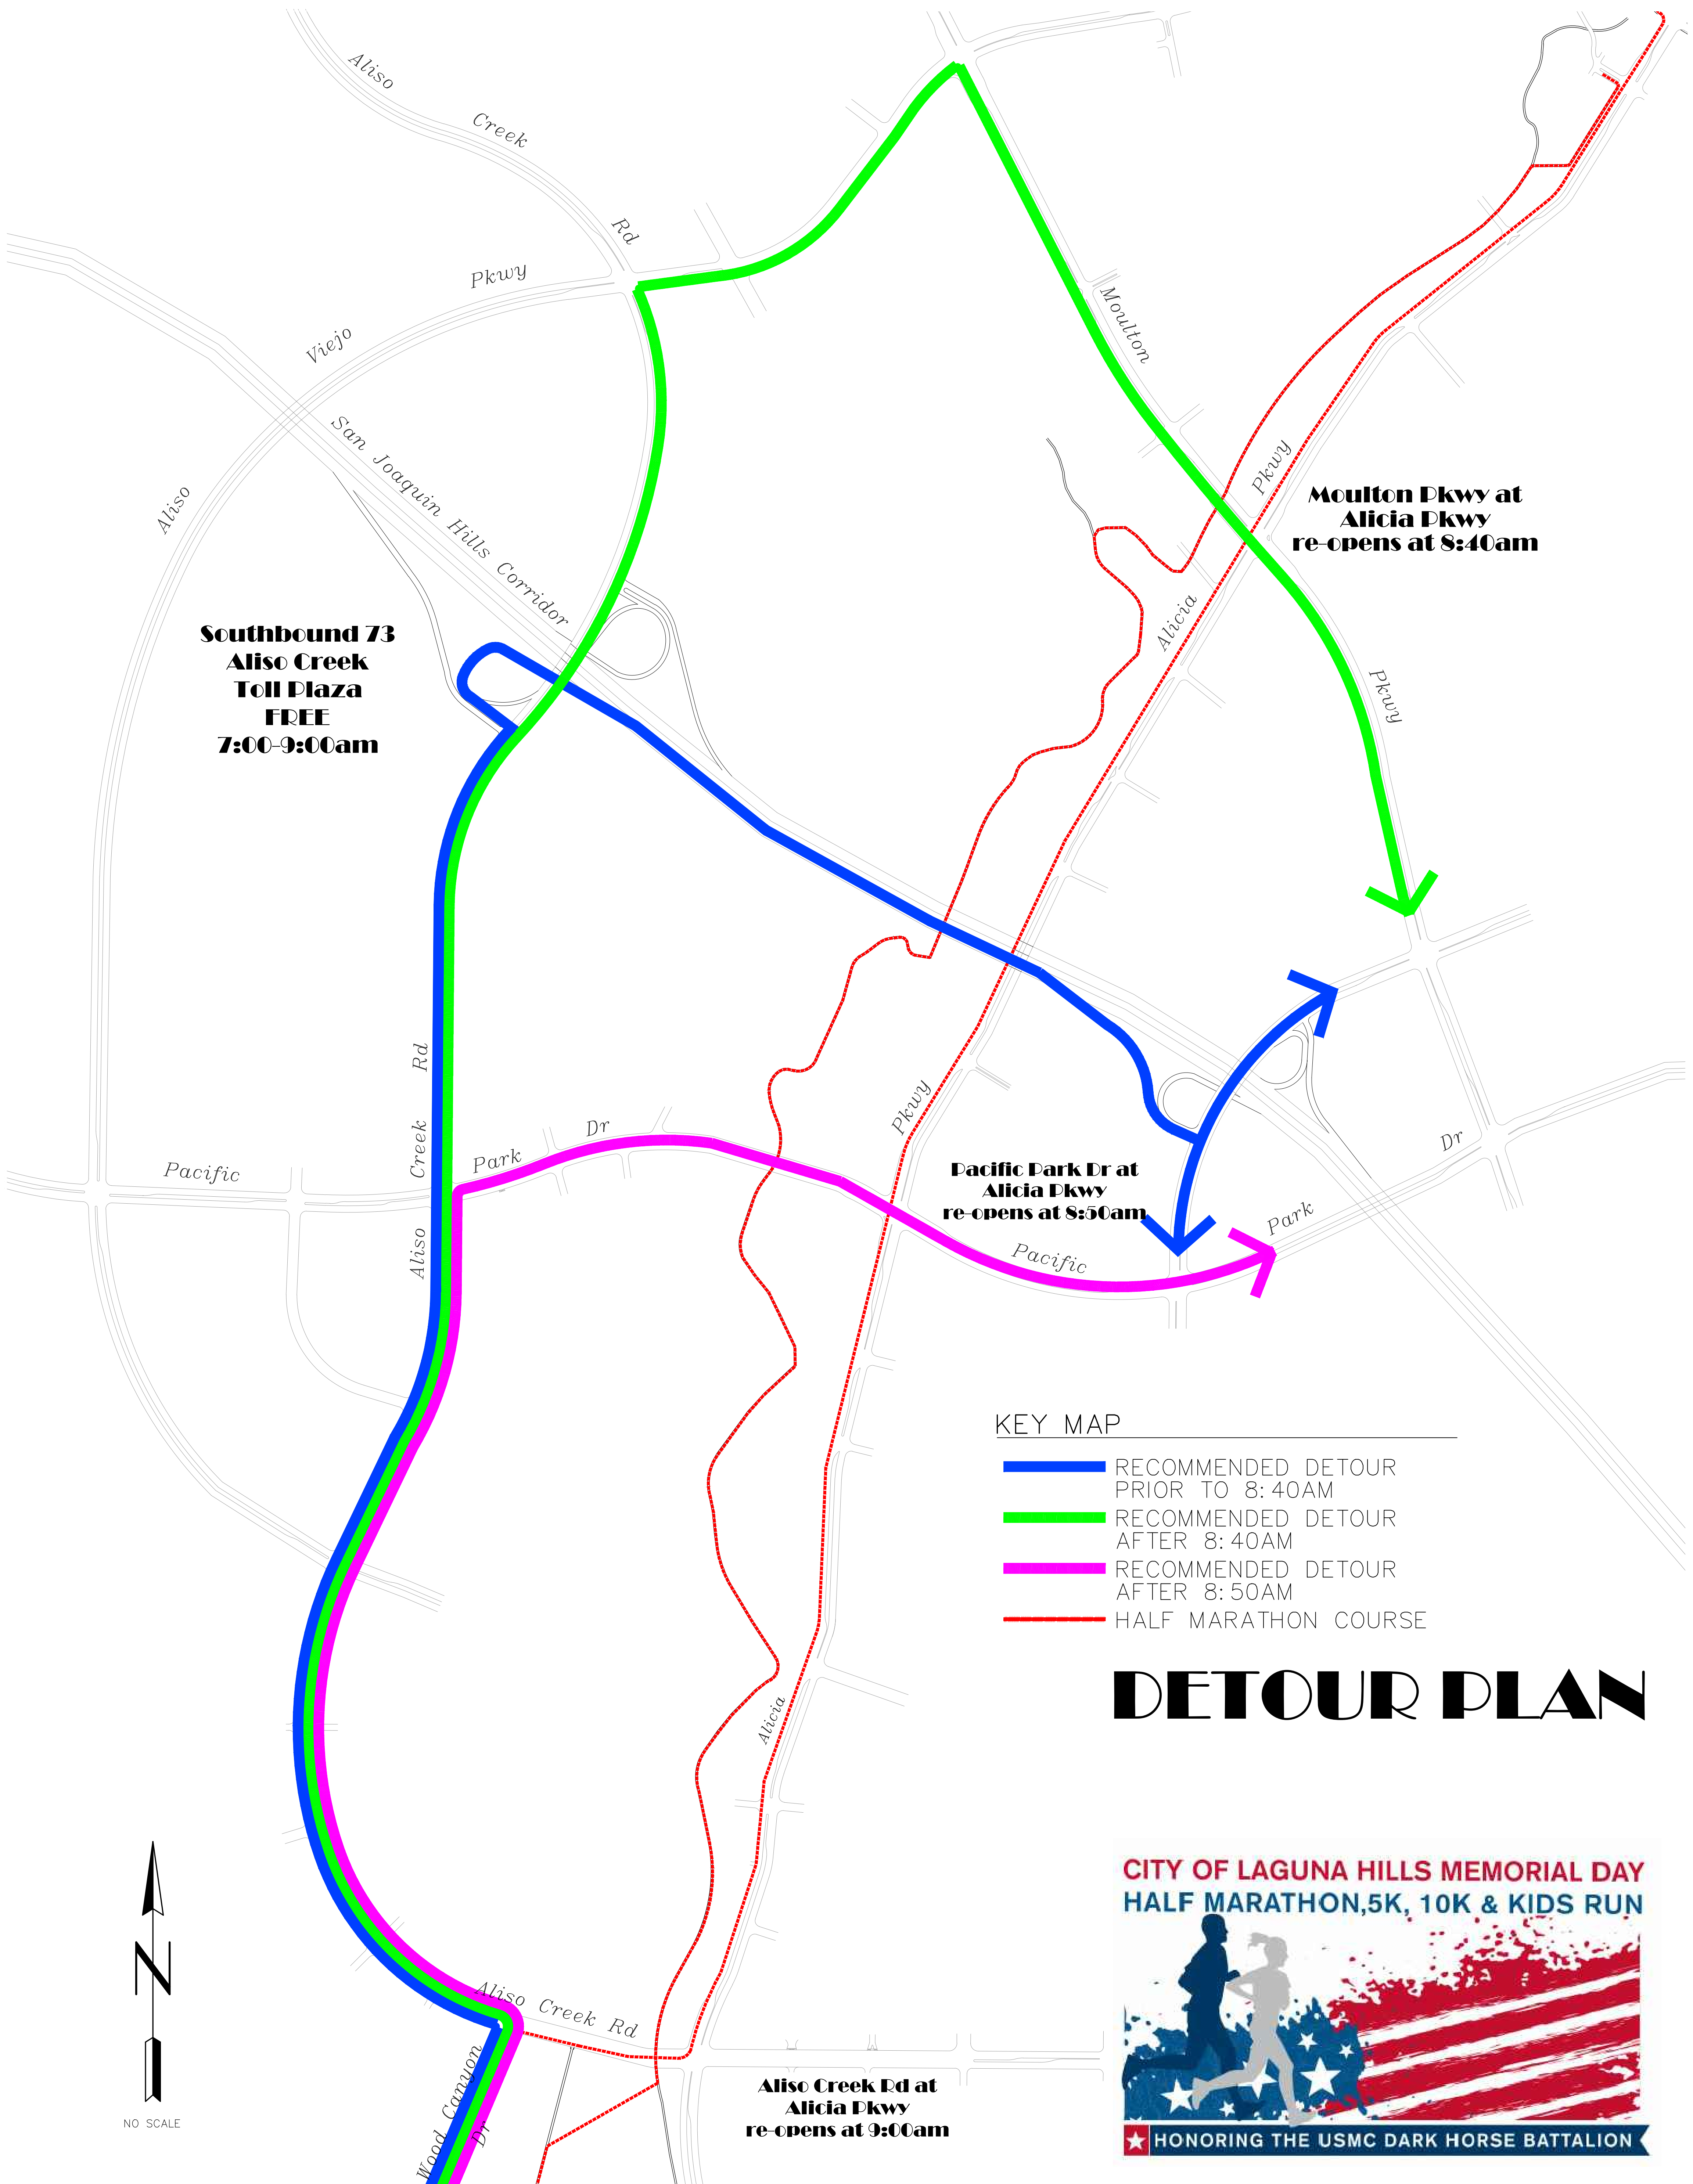 Aliso
Creek
Rd
Pkwy
Viejo
Aliso
San Joaquin Hills Corridor
Moulton
Pkwy
Pkwy
Alicia
Moulton Pkwy at
Alicia Pkwy
re-opens at 8:40am
Southbound 73
Aliso Creek
Toll Plaza
FREE
7:00-9:00am
Rd
Creek
Aliso
Pacific
Park
Dr
Pkwy
Pacific Park Dr at
Alicia Pkwy
re-opens at 8:50am
Pacific
Park
Dr
KEY MAP
RECOMMENDED DETOUR
PRIOR TO 8:40AM
RECOMMENDED DETOUR
AFTER 8:40AM
RECOMMENDED DETOUR
AFTER 8:50AM
HALF MARATHON COURSE
DETOUR PLAN
Alicia
CITY OF LAGUNA HILLS MEMORIAL DAY
HALF MARATHON,5K, 10K & KIDS RUN
HONORING THE USMC DARK HORSE BATTALION
N
NO SCALE
Aliso Creek Rd
Wood Canyon
Dr
Aliso Creek Rd at
Alicia Pkwy
re-opens at 9:00am